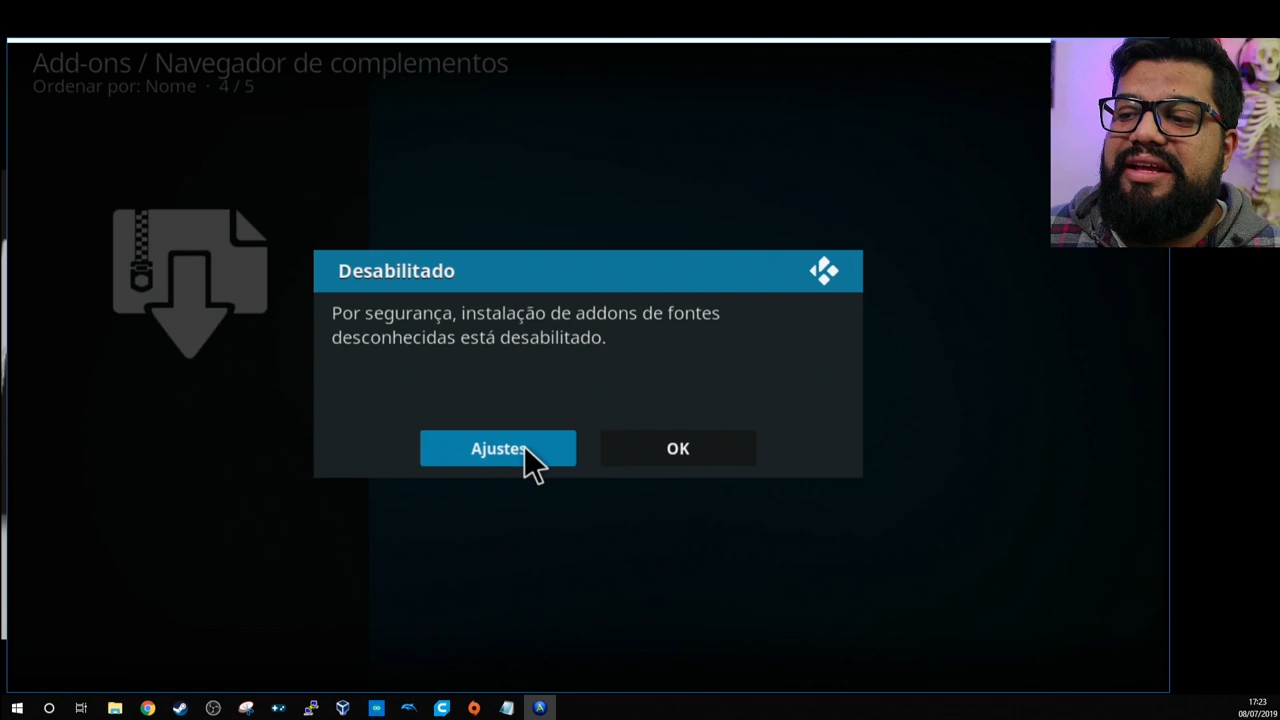 Add-ons / Navegador de complementos
Ordenar por: Nome · 4 / 5
Desabilitado
Por segurança, instalação de addons de fontes
desconhecidas está desabilitado.
Ajustes
OK
17:23
08/07/2019